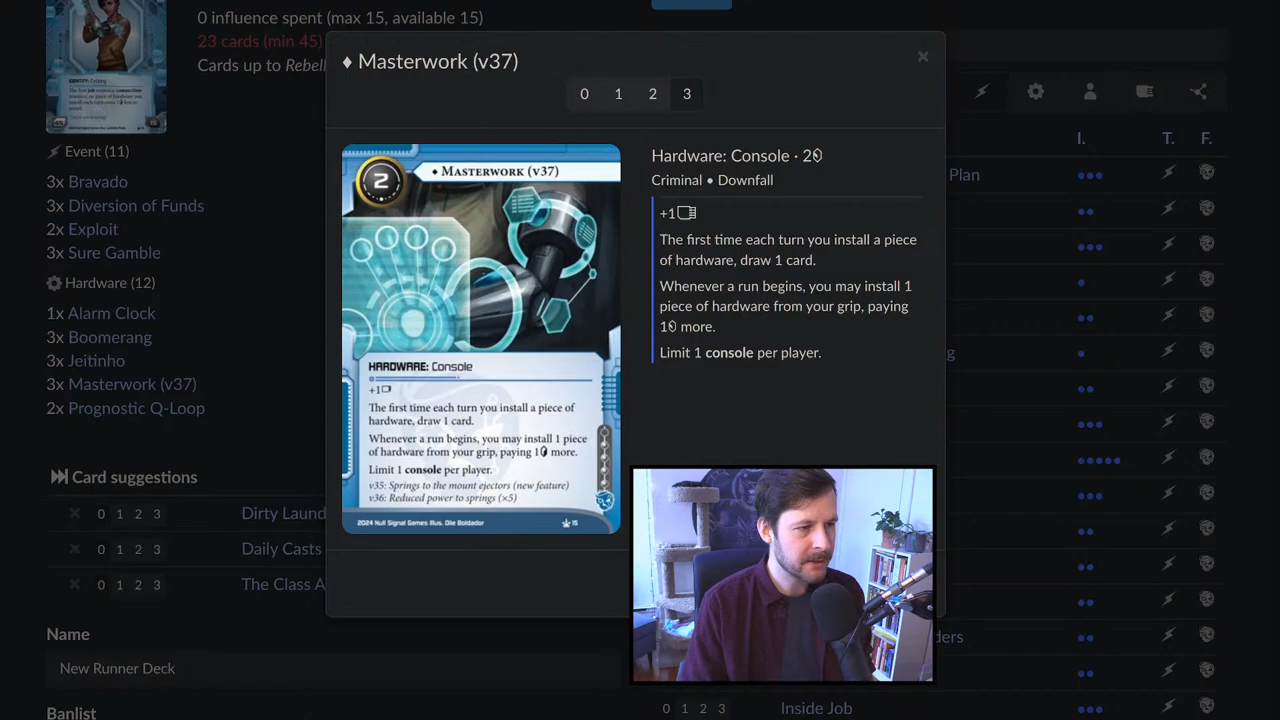 0 influence spent (max 15, available 15)
23 cards (min 45)
Cards up to Rebell
IDENTITY: Cyborg
45
15
Event (11)
3x Bravado
3x Diversion of Funds
2x Exploit
3x Sure Gamble
Hardware (12)
1x Alarm Clock
3x Boomerang
3x Jeitinho
3x Masterwork (v37)
2x Prognostic Q-Loop
Card suggestions
0 1 2 3 Dirty Laund
0 1 2 3 Daily Casts
0 1 2 3 The Class A
Name
New Runner Deck
Banlist
♦ Masterwork (v37)
×
0 1 2 3
2
♦ MASTERWORK (V37)
HARDWARE: Console
+1
The first time each turn you install a piece of
hardware, draw 1 card.
Whenever a run begins, you may install 1 piece
of hardware from your grip, paying 1 more.
Limit 1 console per player.
v35: Springs to the mount ejectors (new feature)
v36: Reduced power to springs (×5)
2024 Null Signal Games Illus. Olie Boldador
15
Hardware: Console · 2
Criminal • Downfall
+1
The first time each turn you install a piece
of hardware, draw 1 card.
Whenever a run begins, you may install 1
piece of hardware from your grip, paying
1 more.
Limit 1 console per player.
I. T. F.
Plan
g
ders
0 1 2 3 Inside Job